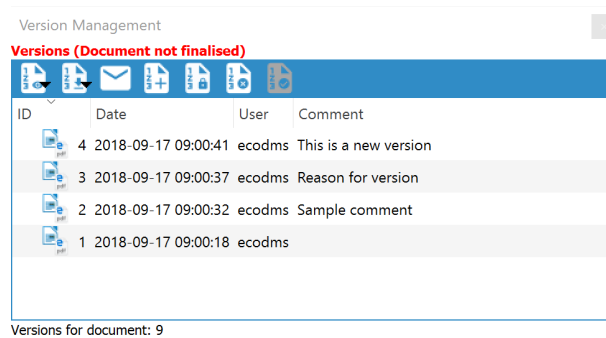 Version Management
Versions (Document not finalised)
ID Date User Comment
4 2018-09-17 09:00:41 ecodms This is a new version
3 2018-09-17 09:00:37 ecodms Reason for version
2 2018-09-17 09:00:32 ecodms Sample comment
1 2018-09-17 09:00:18 ecodms
Versions for document: 9